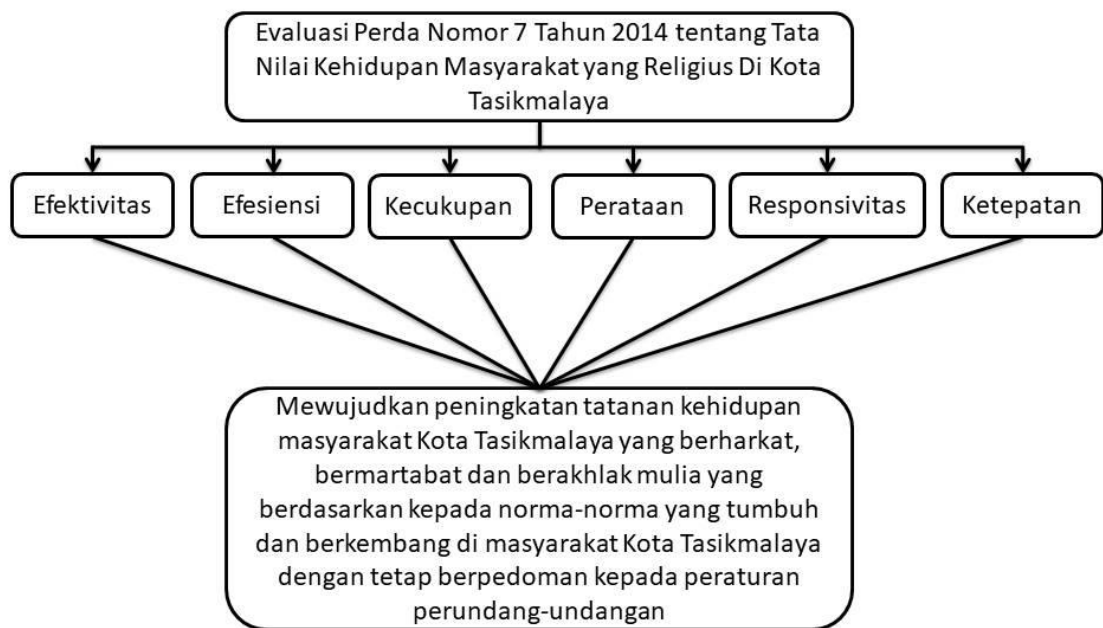 Evaluasi Perda Nomor 7 Tahun 2014 tentang Tata
Nilai Kehidupan Masyarakat yang Religius Di Kota
Tasikmalaya
Efektivitas
Efesiensi
Kecukupan
Perataan
Responsivitas
Ketepatan
Mewujudkan peningkatan tatanan kehidupan
masyarakat Kota Tasikmalaya yang berharkat,
bermartabat dan berakhlak mulia yang
berdasarkan kepada norma-norma yang tumbuh
dan berkembang di masyarakat Kota Tasikmalaya
dengan tetap berpedoman kepada peraturan
perundang-undangan